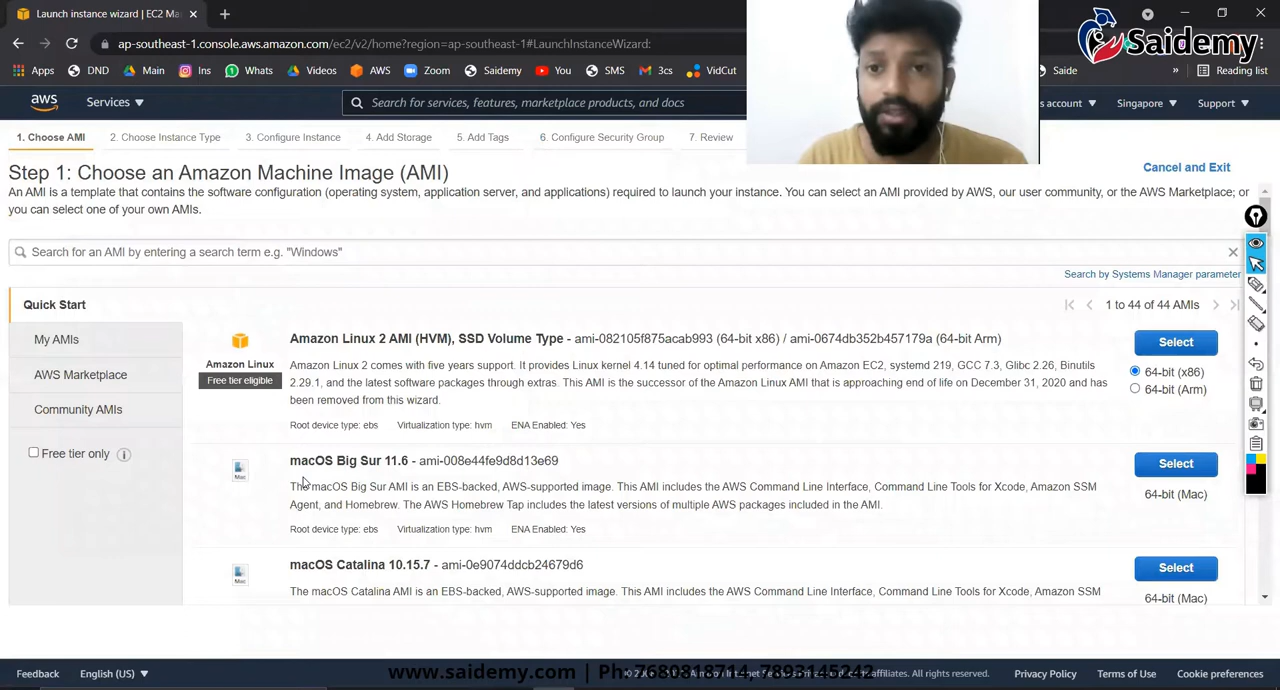 Launch instance wizard | EC2 Ma
ap-southeast-1.console.aws.amazon.com/ec2/v2/home?region=ap-southeast-1#LaunchInstanceWizard:
Saidemy
Apps DND Main Ins Whats Videos AWS Zoom Saidemy You SMS 3cs VidCut Saide » Reading list
aws Services Search for services, features, marketplace products, and docs s account Singapore Support
1. Choose AMI 2. Choose Instance Type 3. Configure Instance 4. Add Storage 5. Add Tags 6. Configure Security Group 7. Review
Step 1: Choose an Amazon Machine Image (AMI)
Cancel and Exit
An AMI is a template that contains the software configuration (operating system, application server, and applications) required to launch your instance. You can select an AMI provided by AWS, our user community, or the AWS Marketplace; or
you can select one of your own AMIs.
Search for an AMI by entering a search term e.g. "Windows"
Search by Systems Manager parameter
Quick Start
1 to 44 of 44 AMIs
My AMIs
AWS Marketplace
Community AMIs
Free tier only
Amazon Linux
Free tier eligible
Amazon Linux 2 AMI (HVM), SSD Volume Type - ami-082105f875acab993 (64-bit x86) / ami-0674db352b457179a (64-bit Arm)
Amazon Linux 2 comes with five years support. It provides Linux kernel 4.14 tuned for optimal performance on Amazon EC2, systemd 219, GCC 7.3, Glibc 2.26, Binutils
2.29.1, and the latest software packages through extras. This AMI is the successor of the Amazon Linux AMI that is approaching end of life on December 31, 2020 and has
been removed from this wizard.
Root device type: ebs Virtualization type: hvm ENA Enabled: Yes
Select
64-bit (x86)
64-bit (Arm)
Mac
macOS Big Sur 11.6 - ami-008e44fe9d8d13e69
The macOS Big Sur AMI is an EBS-backed, AWS-supported image. This AMI includes the AWS Command Line Interface, Command Line Tools for Xcode, Amazon SSM
Agent, and Homebrew. The AWS Homebrew Tap includes the latest versions of multiple AWS packages included in the AMI.
Root device type: ebs Virtualization type: hvm ENA Enabled: Yes
Select
64-bit (Mac)
Mac
macOS Catalina 10.15.7 - ami-0e9074ddcb24679d6
The macOS Catalina AMI is an EBS-backed, AWS-supported image. This AMI includes the AWS Command Line Interface, Command Line Tools for Xcode, Amazon SSM
Select
64-bit (Mac)
Feedback English (US)
www.saidemy.com | Ph: 7680818714, 7893145242
affiliates. All rights reserved. Privacy Policy Terms of Use Cookie preferences